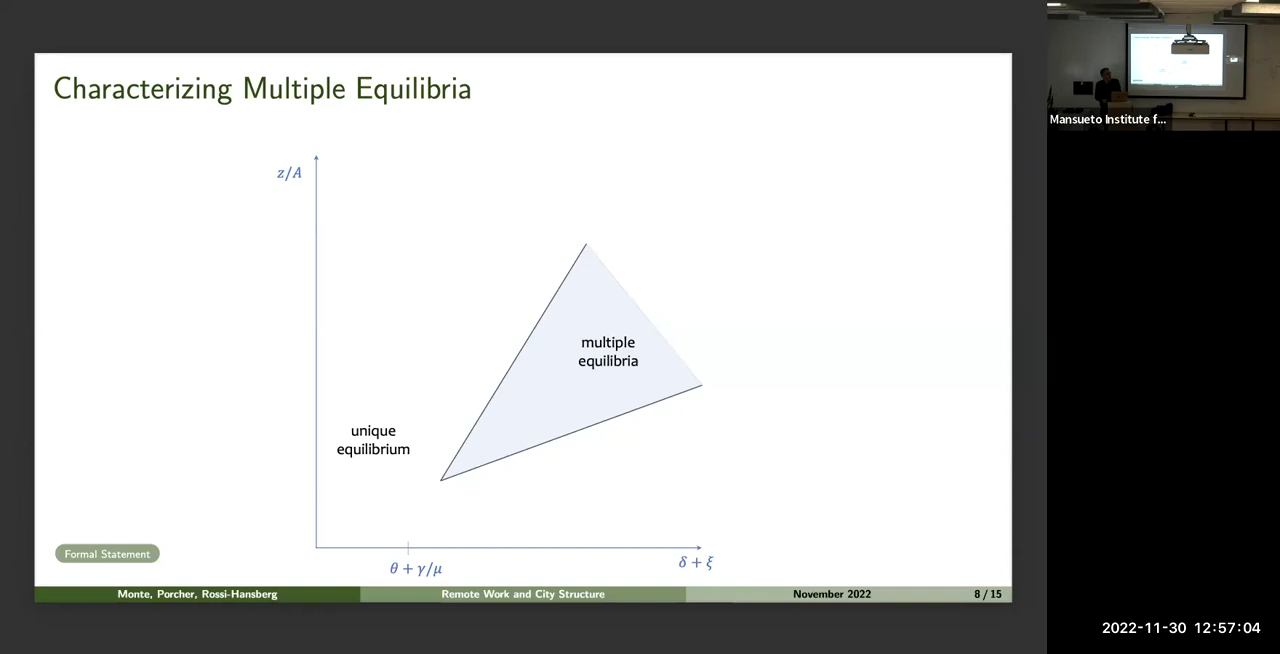 Characterizing Multiple Equilibria
z/A
multiple
equilibria
unique
equilibrium
θ + γ/μ
δ + ξ
Formal Statement
Monte, Porcher, Rossi-Hansberg
Remote Work and City Structure
November 2022
8 / 15
Mansueto Institute f...
2022-11-30 12:57:04